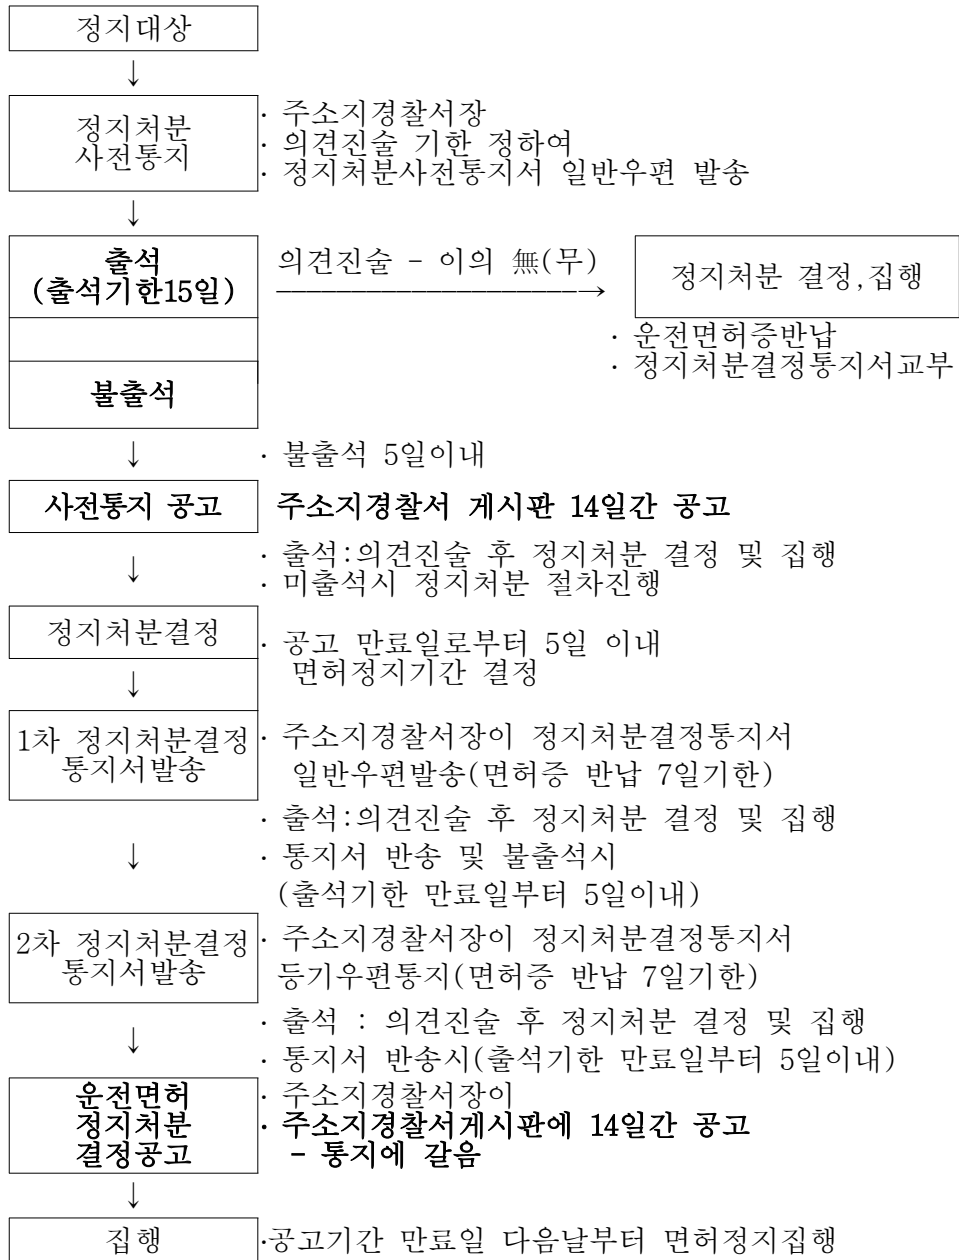 정지대상
↓
정지처분
사전통지
· 주소지경찰서장
· 의견진술 기한 정하여
· 정지처분사전통지서 일반우편 발송
↓
출석
(출석기한15일)
의견진술 - 이의 無(무)
정지처분 결정,집행
· 운전면허증반납
· 정지처분결정통지서교부
불출석
↓
· 불출석 5일이내
사전통지 공고
주소지경찰서 게시판 14일간 공고
↓
· 출석:의견진술 후 정지처분 결정 및 집행
· 미출석시 정지처분 절차진행
정지처분결정
· 공고 만료일로부터 5일 이내
면허정지기간 결정
↓
1차 정지처분결정
통지서발송
· 주소지경찰서장이 정지처분결정통지서
일반우편발송(면허증 반납 7일기한)
↓
· 출석:의견진술 후 정지처분 결정 및 집행
· 통지서 반송 및 불출석시
(출석기한 만료일부터 5일이내)
2차 정지처분결정
통지서발송
· 주소지경찰서장이 정지처분결정통지서
등기우편통지(면허증 반납 7일기한)
↓
· 출석 : 의견진술 후 정지처분 결정 및 집행
· 통지서 반송시(출석기한 만료일부터 5일이내)
운전면허
정지처분
결정공고
· 주소지경찰서장이
· 주소지경찰서게시판에 14일간 공고
- 통지에 갈음
↓
집행
·공고기간 만료일 다음날부터 면허정지집행